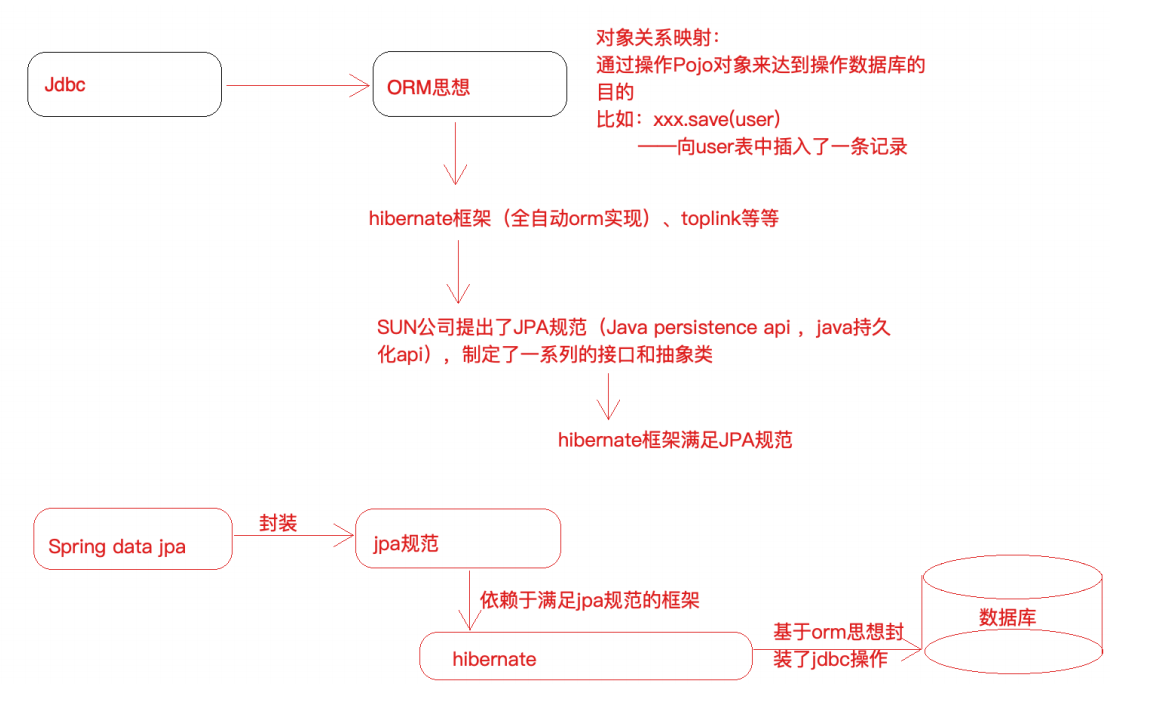 对象关系映射：
通过操作Pojo对象来达到操作数据库的
目的
比如：xxx.save(user)
——向user表中插入了一条记录
Jdbc
ORM思想
hibernate框架（全自动orm实现）、toplink等等
SUN公司提出了JPA规范（Java persistence api ，java持久
化api），制定了一系列的接口和抽象类
hibernate框架满足JPA规范
封装
Spring data jpa
jpa规范
依赖于满足jpa规范的框架
hibernate
基于orm思想封
装了jdbc操作
数据库